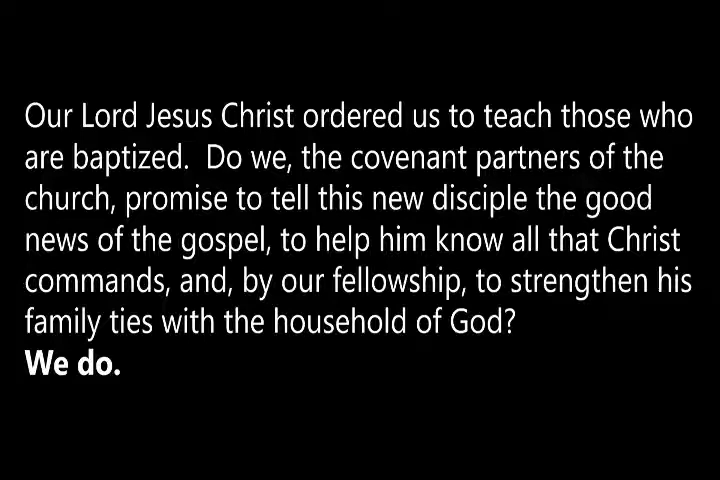 Our Lord Jesus Christ ordered us to teach those who
are baptized.  Do we, the covenant partners of the
church, promise to tell this new disciple the good
news of the gospel, to help him know all that Christ
commands, and, by our fellowship, to strengthen his
family ties with the household of God?
We do.